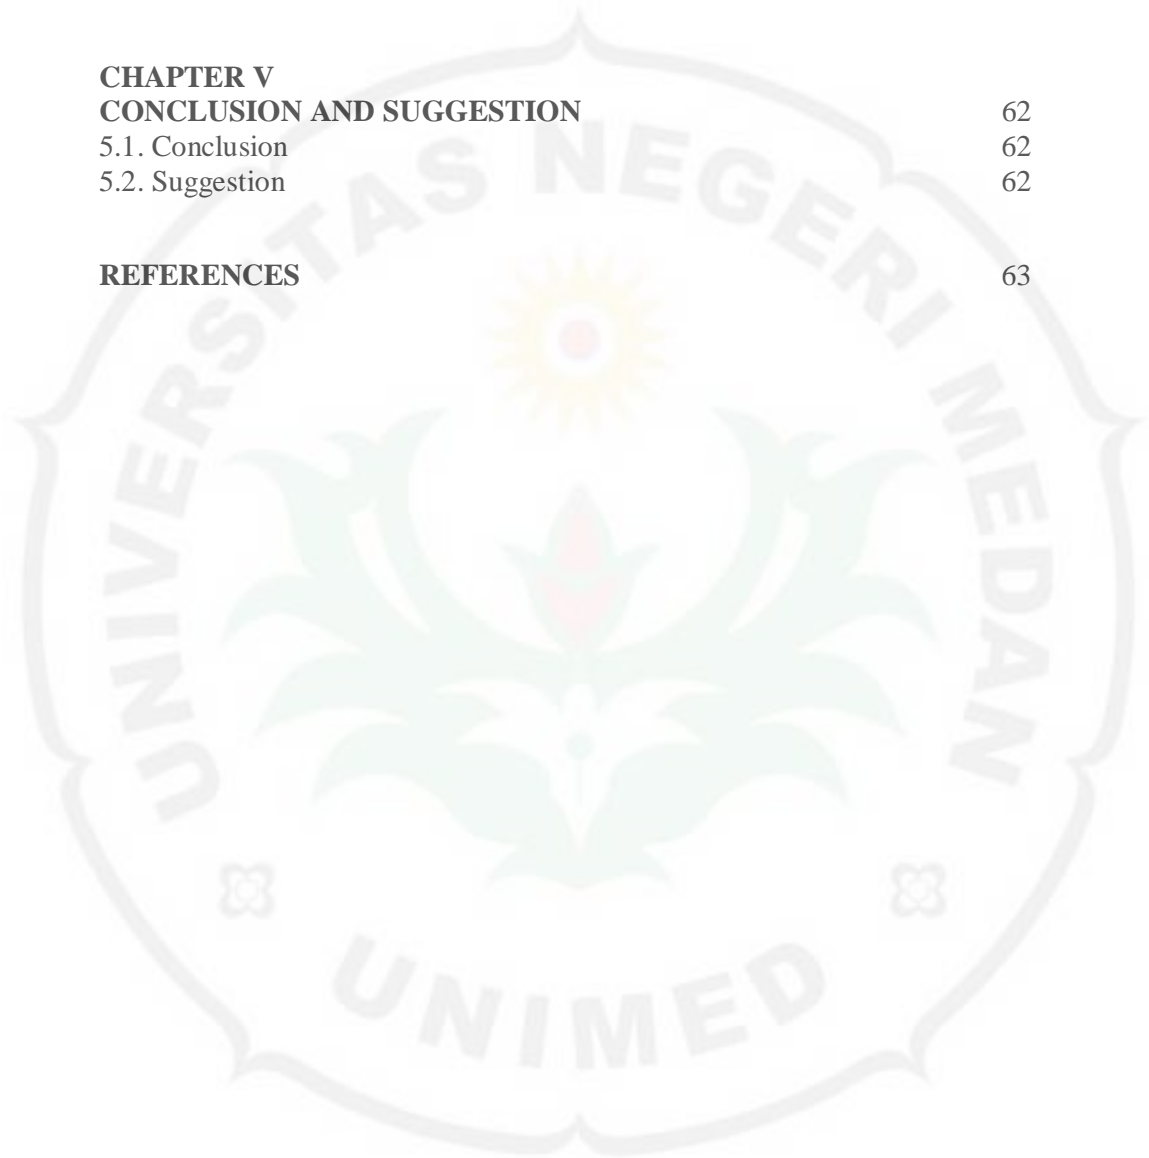 CHAPTER V
CONCLUSION AND SUGGESTION 62
5.1. Conclusion 62
5.2. Suggestion 62
REFERENCES 63
UNIVERSITAS NEGERI MEDAN
UNIMED